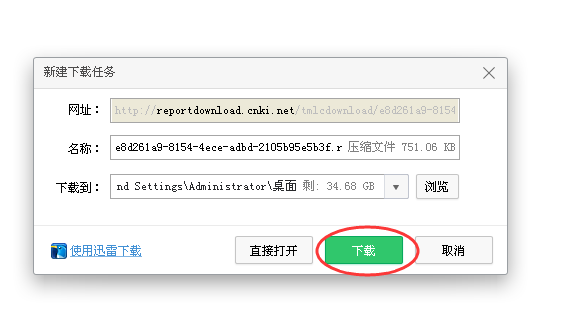 新建下载任务
网址： http://reportdownload.cnki.net/tmlcdownload/e8d261a9-8154
名称： e8d261a9-8154-4ece-adbd-2105b95e5b3f.r 压缩文件 751.06 KB
下载到： nd Settings\Administrator\桌面 剩: 34.68 GB 浏览
使用迅雷下载 直接打开 下载 取消